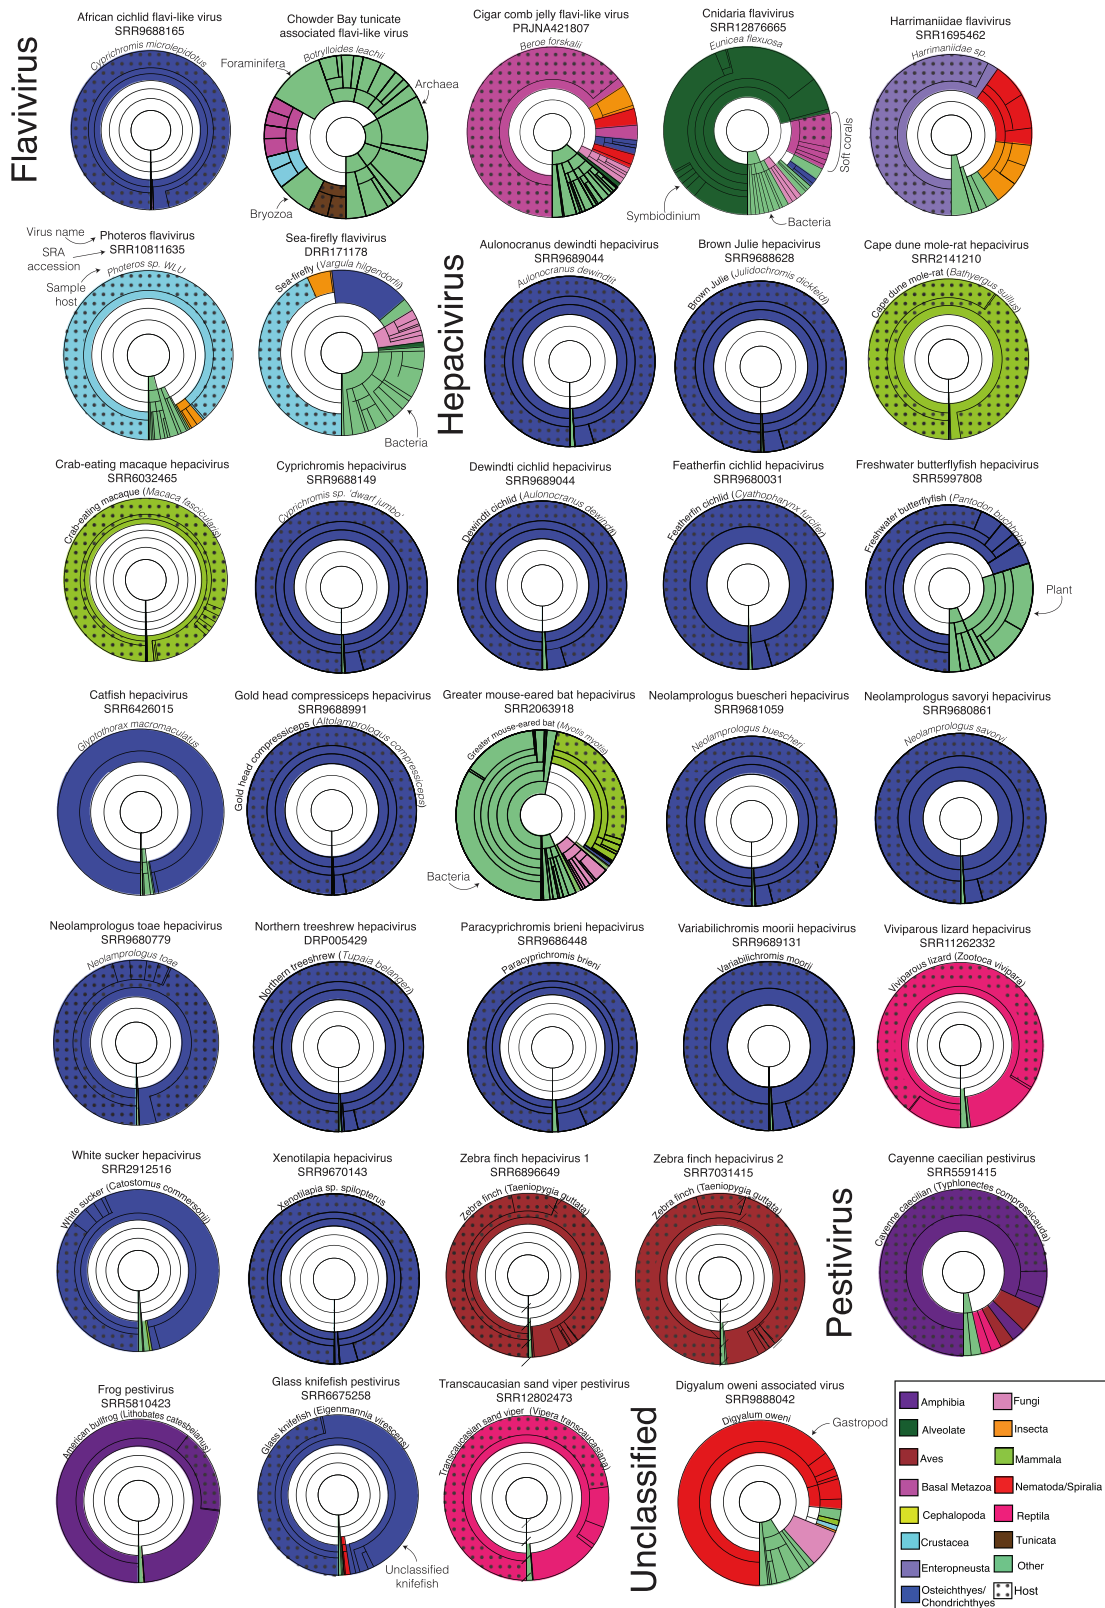 Flavivirus
African cichlid flavi-like virus
SRR9688165
Cyprichromis microlepidotus
Chowder Bay tunicate
associated flavi-like virus
Botrylloides leachii
Foraminifera
Archaea
Bryozoa
Cigar comb jelly flavi-like virus
PRJNA421807
Beroe forskalii
Cnidaria flavivirus
SRR12876665
Eunicea flexuosa
Soft corals
Symbiodinium
Bacteria
Harrimaniidae flavivirus
SRR1695462
Harrimaniidae sp.
Virus name
SRA
accession
Sample
host
Photeros flavivirus
SRR10811635
Photeros sp. WLU
Sea-firefly flavivirus
DRR171178
Sea-firefly (Vargula hilgendorfii)
Bacteria
Hepacivirus
Aulonocranus dewindti hepacivirus
SRR9689044
Aulonocranus dewindtit
Brown Julie hepacivirus
SRR9688628
Brown Julie (Julidochromis dickfeldi)
Cape dune mole-rat hepacivirus
SRR2141210
Cape dune mole-rat (Bathyergus suillus)
Crab-eating macaque hepacivirus
SRR6032465
Crab-eating macaque (Macaca fascicularis)
Cyprichromis hepacivirus
SRR9688149
Cyprichromis sp. 'dwarf jumbo'
Dewindti cichlid hepacivirus
SRR9689044
Dewindti cichlid (Aulonocranus dewindti)
Featherfin cichlid hepacivirus
SRR9680031
Featherfin cichlid (Cyathophanynx furcifer)
Freshwater butterflyfish hepacivirus
SRR5997808
Freshwater butterflyfish (Pantodon buchholzi)
Plant
Catfish hepacivirus
SRR6426015
Glyptothorax macromaculatus
Gold head compressiceps hepacivirus
SRR9688991
Gold head compressiceps (Altolamprologus compressiceps)
Greater mouse-eared bat hepacivirus
SRR2063918
Greater mouse-eared bat (Myotis myotis)
Bacteria
Neolamprologus buescheri hepacivirus
SRR9681059
Neolamprologus buescheri
Neolamprologus savoryi hepacivirus
SRR9680861
Neolamprologus savoryi
Neolamprologus toae hepacivirus
SRR9680779
Neolamprologus toae
Northern treeshrew hepacivirus
DRP005429
Northern treeshrew (Tupaia belangeri)
Paracyprichromis brieni hepacivirus
SRR9686448
Paracyprichromis brieni
Variabilichromis moorii hepacivirus
SRR9689131
Variabilichromis moorii
Viviparous lizard hepacivirus
SRR11262332
Viviparous lizard (Zootoca vivipara)
White sucker hepacivirus
SRR2912516
White sucker (Catostomus commersonii)
Xenotilapia hepacivirus
SRR9670143
Xenotilapia sp. spilopterus
Zebra finch hepacivirus 1
SRR6896649
Zebra finch (Taeniopygia guttata)
Zebra finch hepacivirus 2
SRR7031415
Zebra finch (Taeniopygia guttata)
Pestivirus
Cayenne caecilian pestivirus
SRR5591415
Cayenne caecilian (Typhlonectes compressicauda)
Frog pestivirus
SRR5810423
American bullfrog (Lithobates catesbeianus)
Glass knifefish pestivirus
SRR6675258
Glass knifefish (Eigenmannia virescens)
Unclassified
knifefish
Transcaucasian sand viper pestivirus
SRR12802473
Transcaucasian sand viper (Vipera transcaucasiana)
Unclassified
Digyalum oweni associated virus
SRR9888042
Digyalum oweni
Gastropod
Amphibia
Alveolate
Aves
Basal Metazoa
Cephalopoda
Crustacea
Enteropneusta
Osteichthyes/
Chondrichthyes
Fungi
Insecta
Mammala
Nematoda/Spiralia
Reptila
Tunicata
Other
Host